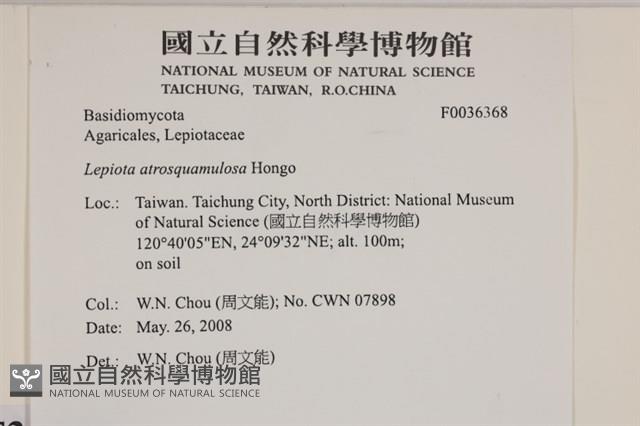 國立自然科學博物館
NATIONAL MUSEUM OF NATURAL SCIENCE
TAICHUNG, TAIWAN, R.O.CHINA
Basidiomycota F0036368
Agaricales, Lepiotaceae
Lepiota atrosquamulosa Hongo
Loc.: Taiwan. Taichung City, North District: National Museum
of Natural Science (國立自然科學博物館)
120°40'05"EN, 24°09'32"NE; alt. 100m;
on soil
Col.: W.N. Chou (周文能); No. CWN 07898
Date: May. 26, 2008
Det.: W.N. Chou (周文能)
國立自然科學博物館
NATIONAL MUSEUM OF NATURAL SCIENCE